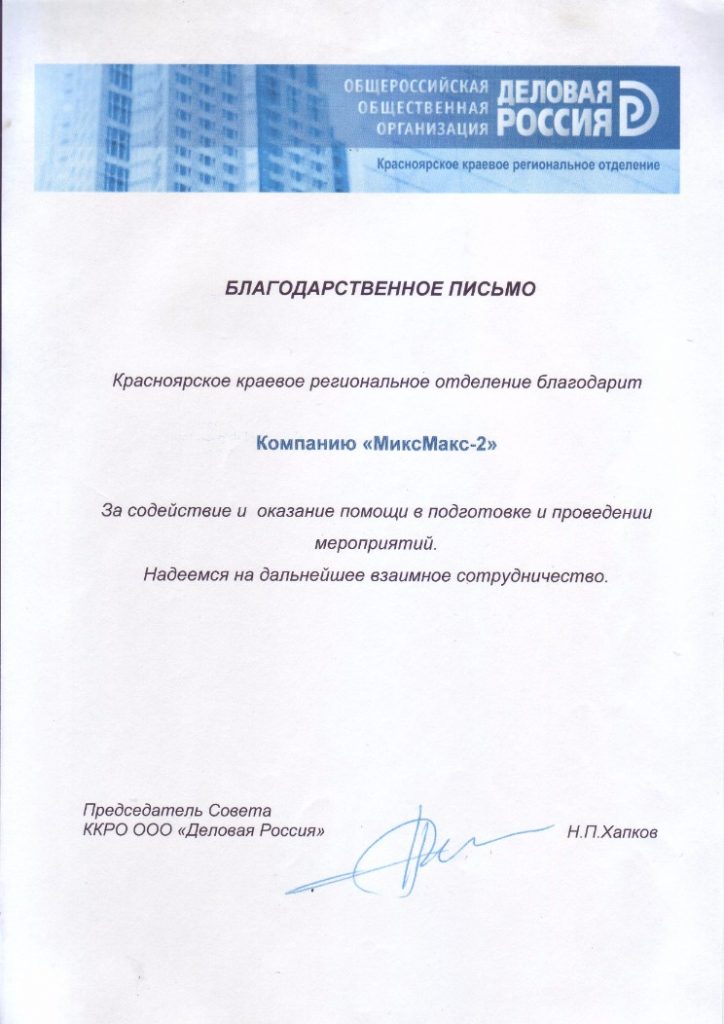 ОБЩЕРОССИЙСКАЯ
ОБЩЕСТВЕННАЯ
ОРГАНИЗАЦИЯ
ДЕЛОВАЯ
РОССИЯ
Красноярское краевое региональное отделение
БЛАГОДАРСТВЕННОЕ ПИСЬМО
Красноярское краевое региональное отделение благодарит
Компанию «МиксМакс-2»
За содействие и оказание помощи в подготовке и проведении
мероприятий.
Надеемся на дальнейшее взаимное сотрудничество.
Председатель Совета
ККРО ООО «Деловая Россия»
Н.П.Хапков